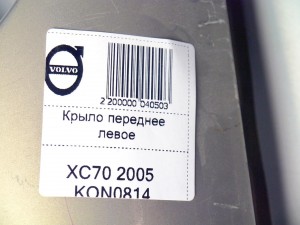 VOLVO
2 200000 040503
Крыло переднее
левое
XC70 2005
KON0814